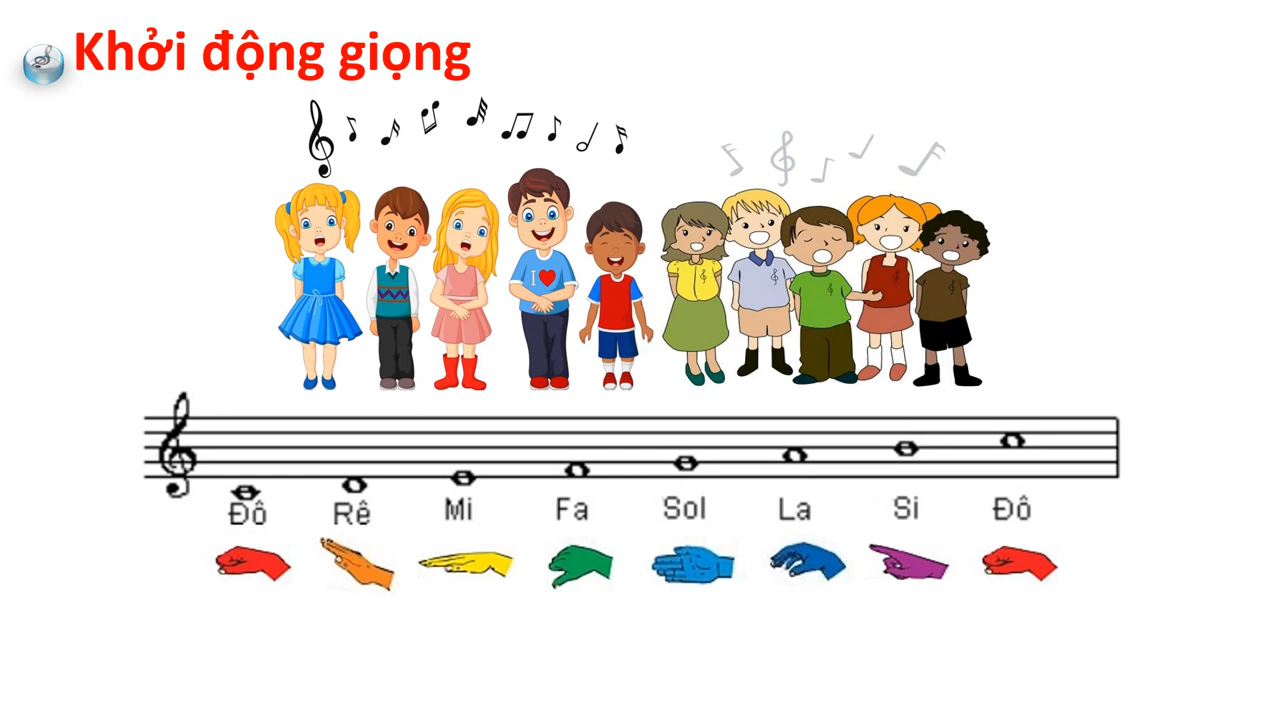 Khởi động giọng
I
Đô Rê Mi Fa Sol La Si Đô